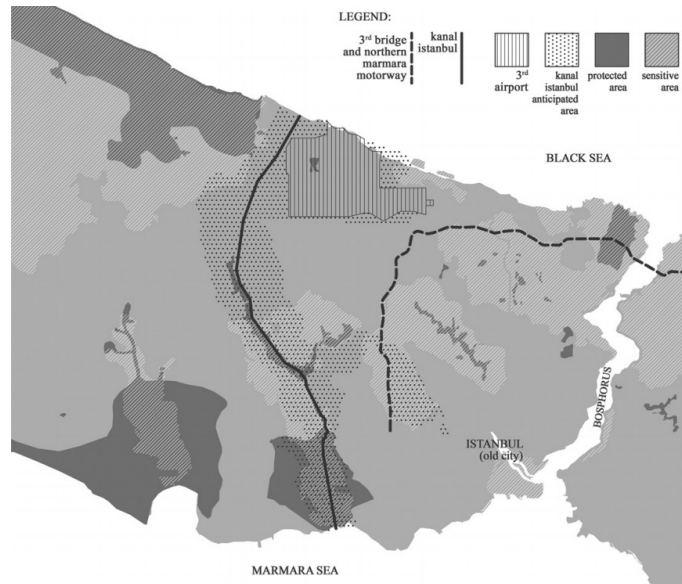 LEGEND:
3rd bridge
and northern
marmara
motorway
kanal
istanbul
3rd
airport
kanal
istanbul
anticipated
area
protected
area
sensitive
area
BLACK SEA
BOSPHORUS
ISTANBUL
(old city)
MARMARA SEA